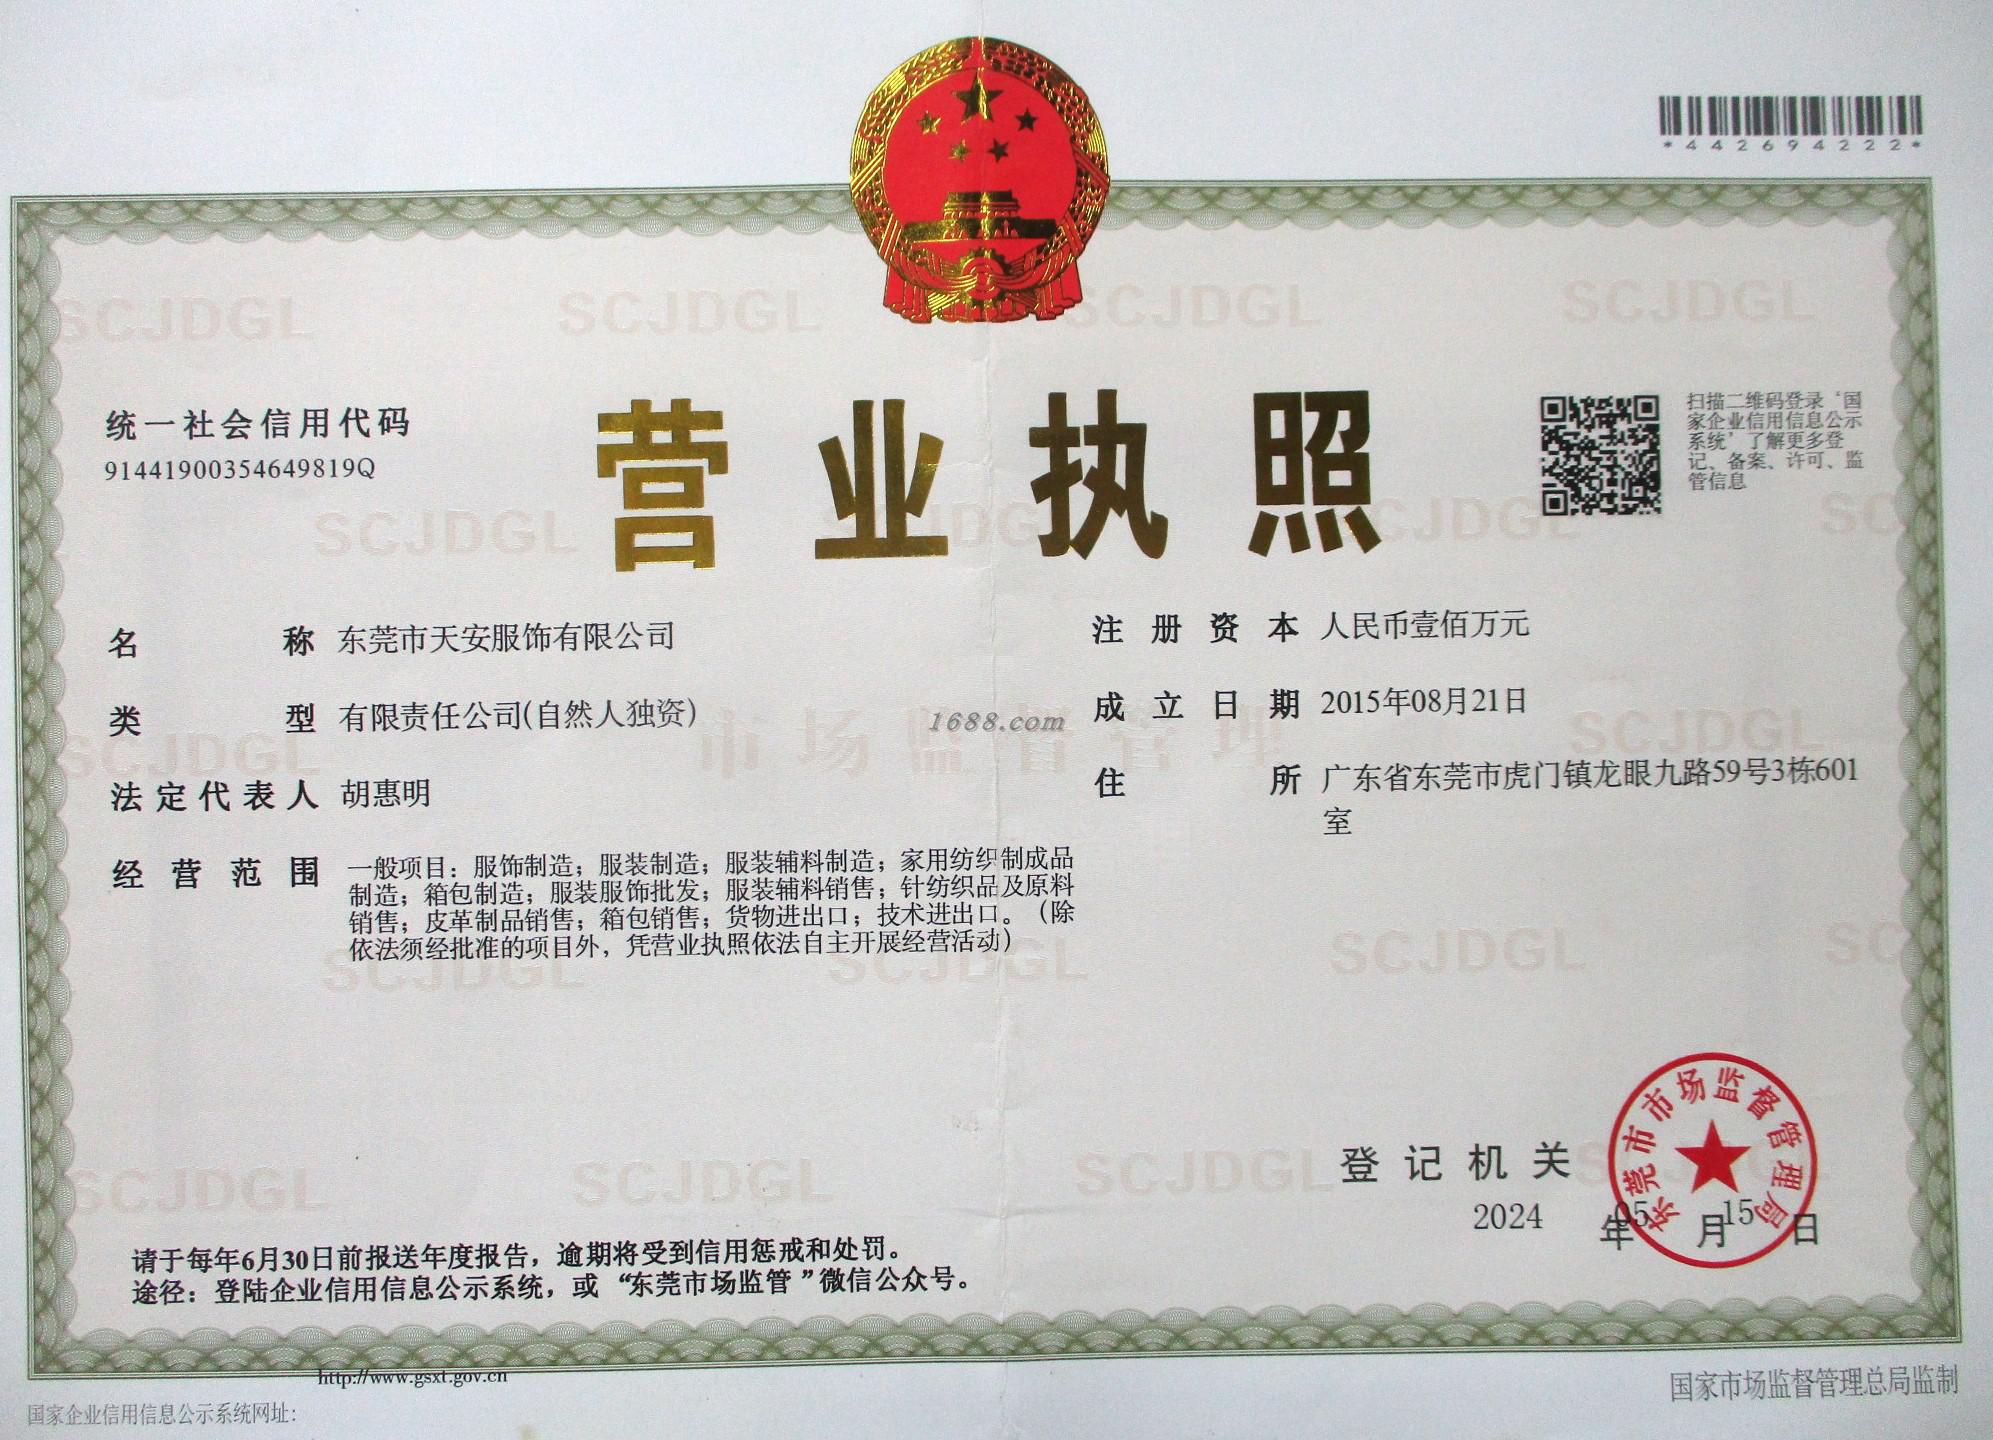 *442694222*
统一社会信用代码
91441900354649819Q
营业执照
扫描二维码登录‘国
家企业信用信息公示
系统’了解更多登
记、备案、许可、监
管信息
名 称 东莞市天安服饰有限公司
类 型 有限责任公司(自然人独资)
法定代表人 胡惠明
经营范围 一般项目：服饰制造；服装制造；服装辅料制造；家用纺织制成品
制造；箱包制造；服装服饰批发；服装辅料销售；针纺织品及原料
销售；皮革制品销售；箱包销售；货物进出口；技术进出口。（除
依法须经批准的项目外，凭营业执照依法自主开展经营活动）
注册资本 人民币壹佰万元
成立日期 2015年08月21日
住 所 广东省东莞市虎门镇龙眼九路59号3栋601
室
1688.com
市场监督管理
SCJDGL
登记机关
东莞市市场监督管理局
2024 年 05 月 15 日
请于每年6月30日前报送年度报告，逾期将受到信用惩戒和处罚。
途径：登陆企业信用信息公示系统，或“东莞市场监管”微信公众号。
http://www.gsxt.gov.cn
国家企业信用信息公示系统网址：
国家市场监督管理总局监制